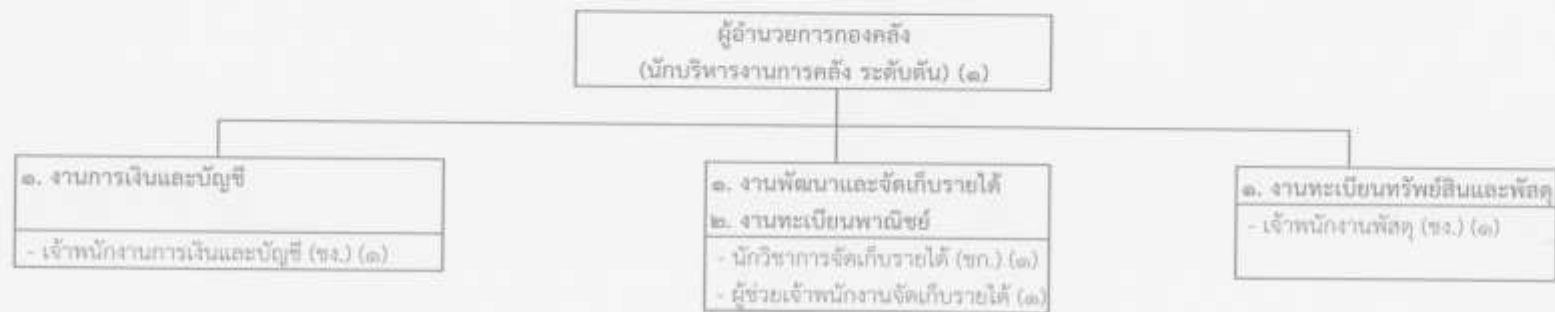 ผู้อำนวยการกองคลัง
(นักบริหารงานการคลัง ระดับต้น) (๑)
๑. งานการเงินและบัญชี
- เจ้าพนักงานการเงินและบัญชี (ชง.) (๑)
๑. งานพัฒนาและจัดเก็บรายได้
๒. งานทะเบียนพาณิชย์
- นักวิชาการจัดเก็บรายได้ (ชก.) (๑)
- ผู้ช่วยเจ้าพนักงานจัดเก็บรายได้ (๑)
๑. งานทะเบียนทรัพย์สินและพัสดุ
- เจ้าพนักงานพัสดุ (ชง.) (๑)